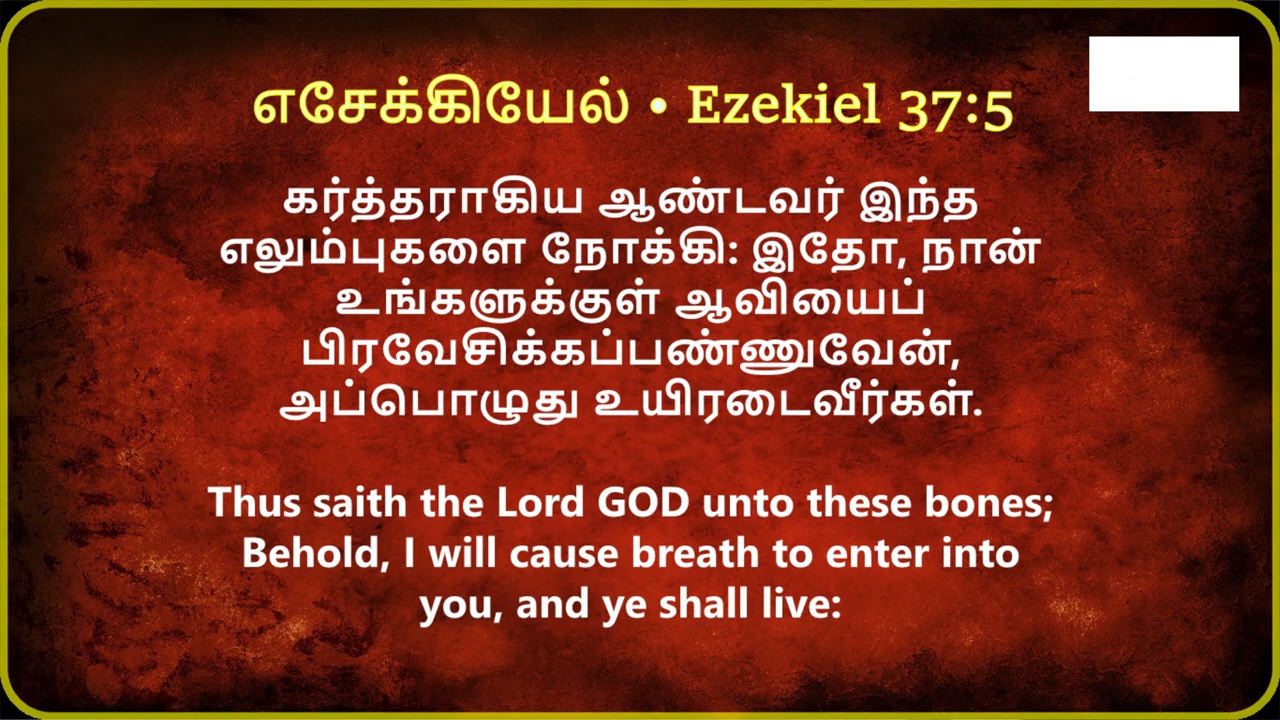 எசேக்கியேல் • Ezekiel 37:5
கர்த்தராகிய ஆண்டவர் இந்த
எலும்புகளை நோக்கி: இதோ, நான்
உங்களுக்குள் ஆவியைப்
பிரவேசிக்கப்பண்ணுவேன்,
அப்பொழுது உயிரடைவீர்கள்.
Thus saith the Lord GOD unto these bones;
Behold, I will cause breath to enter into
you, and ye shall live: